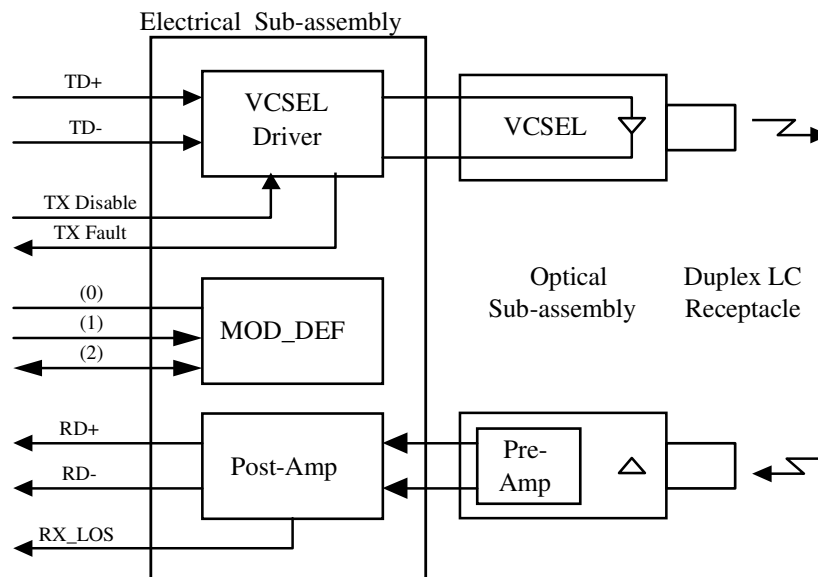 Electrical Sub-assembly
TD+
TD-
VCSEL
Driver
VCSEL
TX Disable
TX Fault
Optical
Sub-assembly
Duplex LC
Receptacle
(0)
(1)
(2)
MOD_DEF
RD+
RD-
Post-Amp
Pre-
Amp
RX_LOS